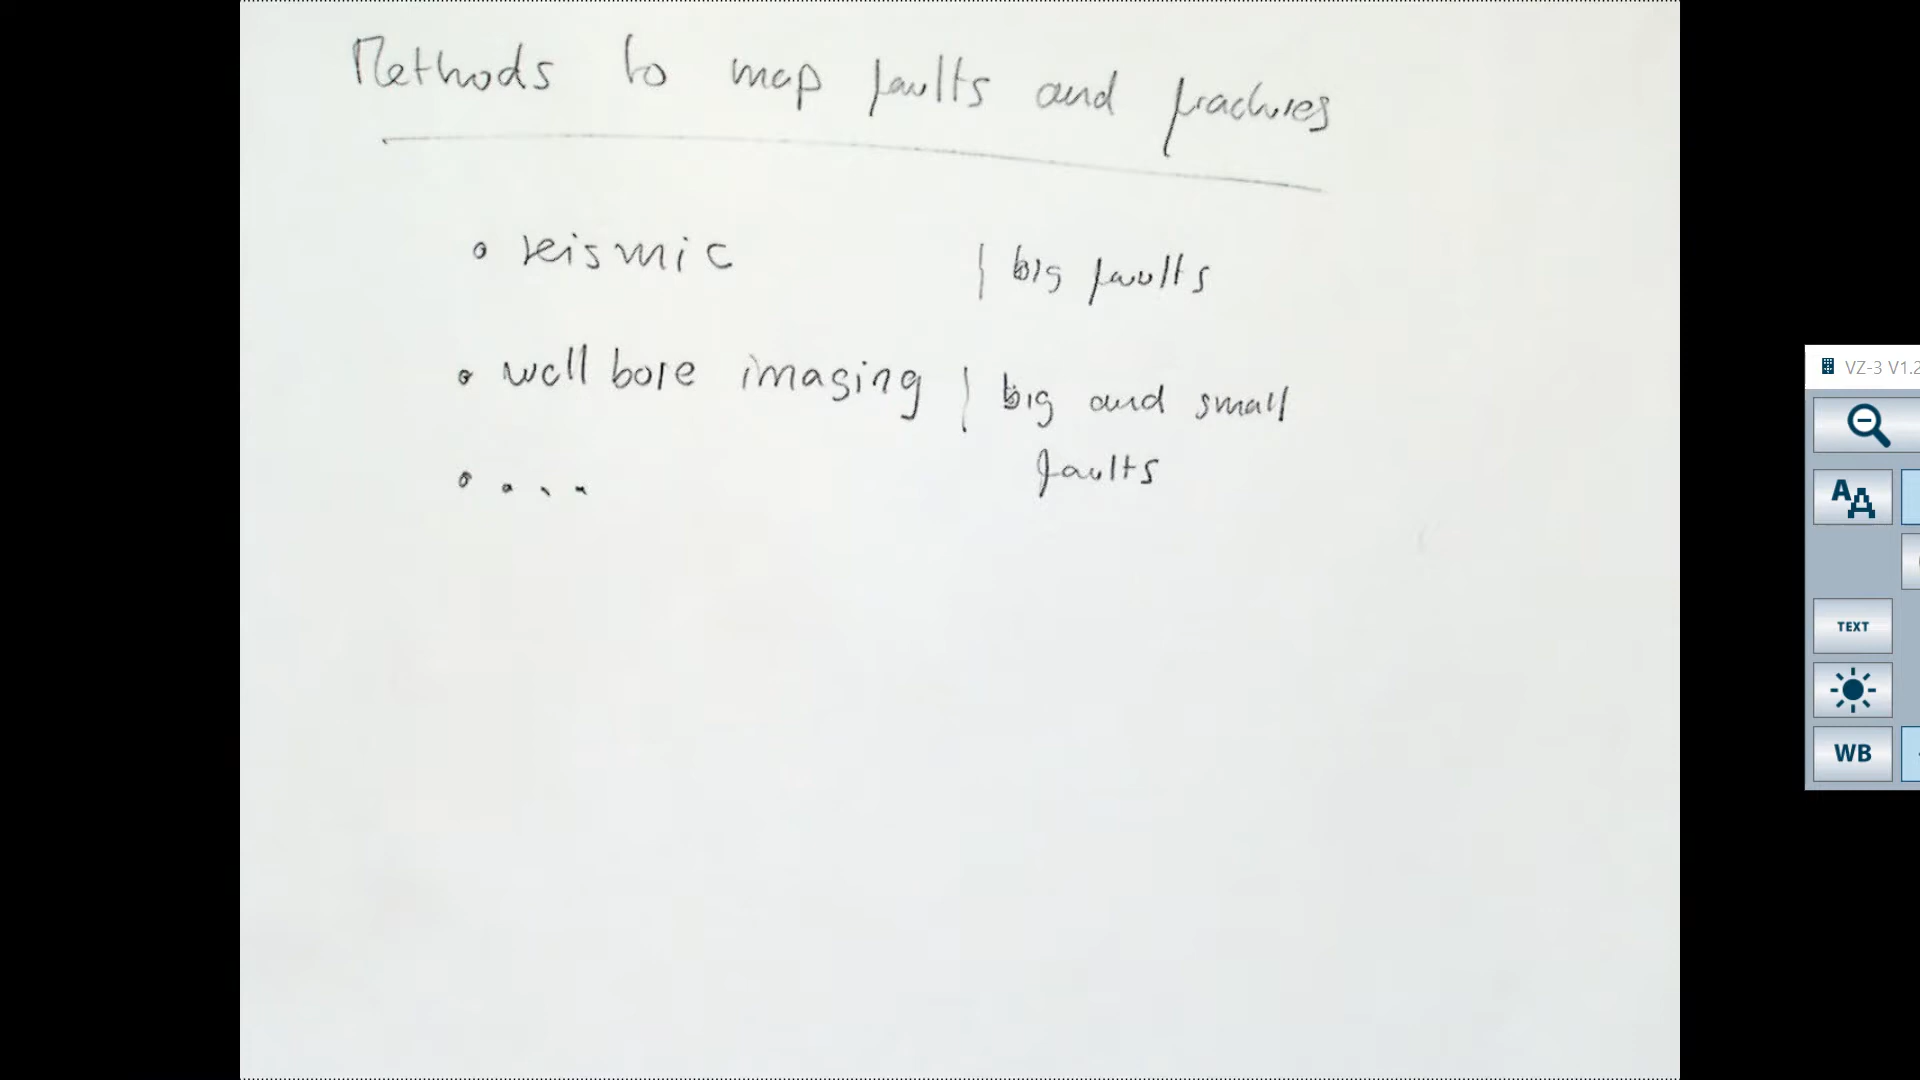 Methods to map faults and fractures
• seismic | big faults
• well bore imaging | big and small
faults
• ....
VZ-3 V1.2
AA
TEXT
WB